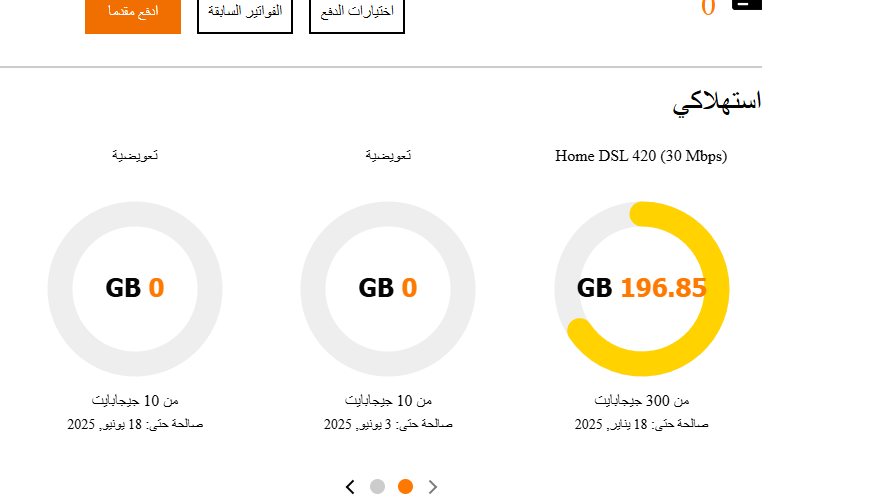 0
اختيارات الدفع
الفواتير السابقة
ادفع مقدما
استهلاكي
Home DSL 420 (30 Mbps)
196.85 GB
من 300 جيجابايت
صالحة حتى: 18 يناير, 2025
تعويضية
0 GB
من 10 جيجابايت
صالحة حتى: 3 يونيو, 2025
تعويضية
0 GB
من 10 جيجابايت
صالحة حتى: 18 يونيو, 2025